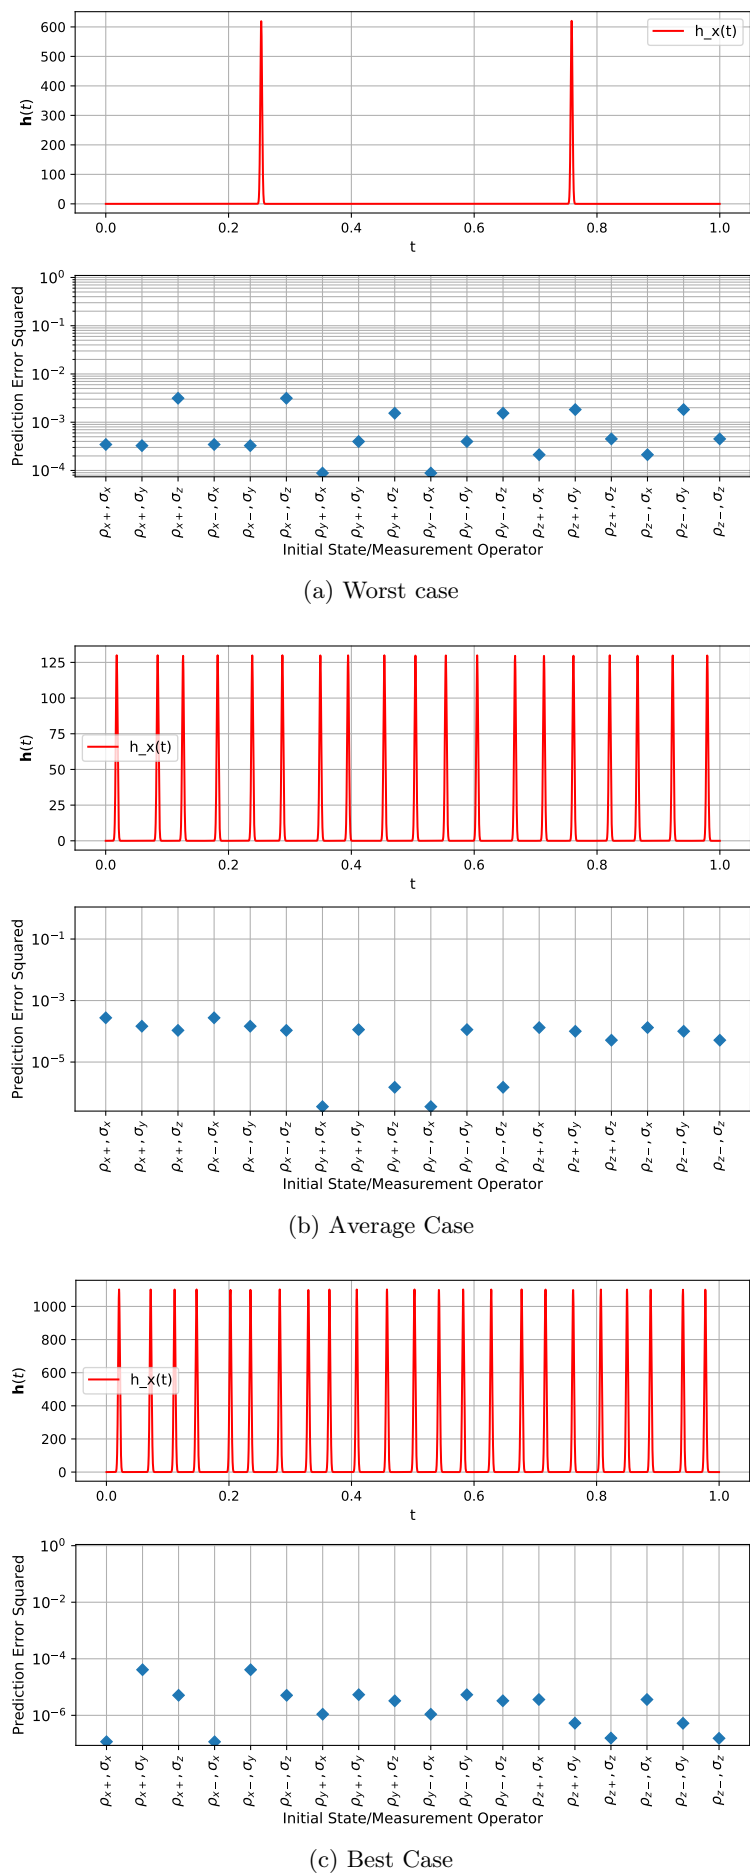 600
500
400
300
200
100
0
h(t)
h_x(t)
0.0 0.2 0.4 0.6 0.8 1.0
t
10⁰
10⁻¹
10⁻²
10⁻³
10⁻⁴
Prediction Error Squared
ρx+, σx ρx+, σy ρx+, σz ρx−, σx ρx−, σy ρx−, σz ρy+, σx ρy+, σy ρy+, σz ρy−, σx ρy−, σy ρy−, σz ρz+, σx ρz+, σy ρz+, σz ρz−, σx ρz−, σy ρz−, σz
Initial State/Measurement Operator
(a) Worst case
125
100
75
50
25
0
h(t)
h_x(t)
0.0 0.2 0.4 0.6 0.8 1.0
t
10⁻¹
10⁻³
10⁻⁵
Prediction Error Squared
ρx+, σx ρx+, σy ρx+, σz ρx−, σx ρx−, σy ρx−, σz ρy+, σx ρy+, σy ρy+, σz ρy−, σx ρy−, σy ρy−, σz ρz+, σx ρz+, σy ρz+, σz ρz−, σx ρz−, σy ρz−, σz
Initial State/Measurement Operator
(b) Average Case
1000
800
600
400
200
0
h(t)
h_x(t)
0.0 0.2 0.4 0.6 0.8 1.0
t
10⁰
10⁻²
10⁻⁴
10⁻⁶
Prediction Error Squared
ρx+, σx ρx+, σy ρx+, σz ρx−, σx ρx−, σy ρx−, σz ρy+, σx ρy+, σy ρy+, σz ρy−, σx ρy−, σy ρy−, σz ρz+, σx ρz+, σy ρz+, σz ρz−, σx ρz−, σy ρz−, σz
Initial State/Measurement Operator
(c) Best Case